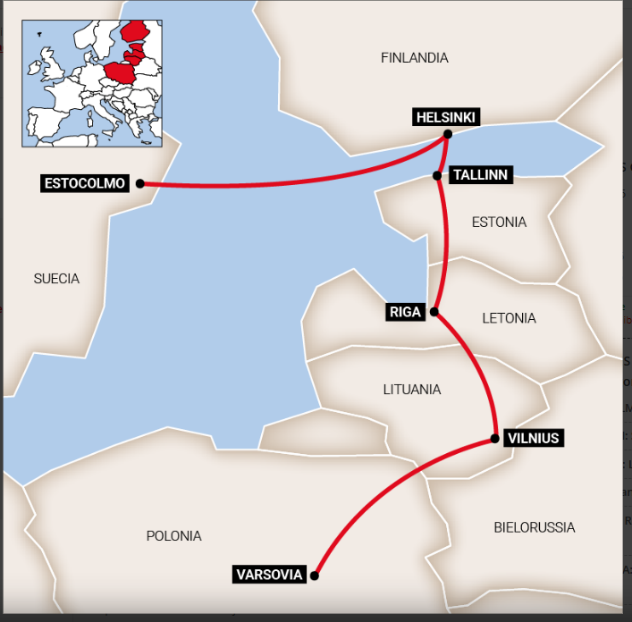 FINLANDIA
HELSINKI
TALLINN
ESTOCOLMO
ESTONIA
SUECIA
RIGA
LETONIA
LITUANIA
VILNIUS
BIELORUSSIA
POLONIA
VARSOVIA